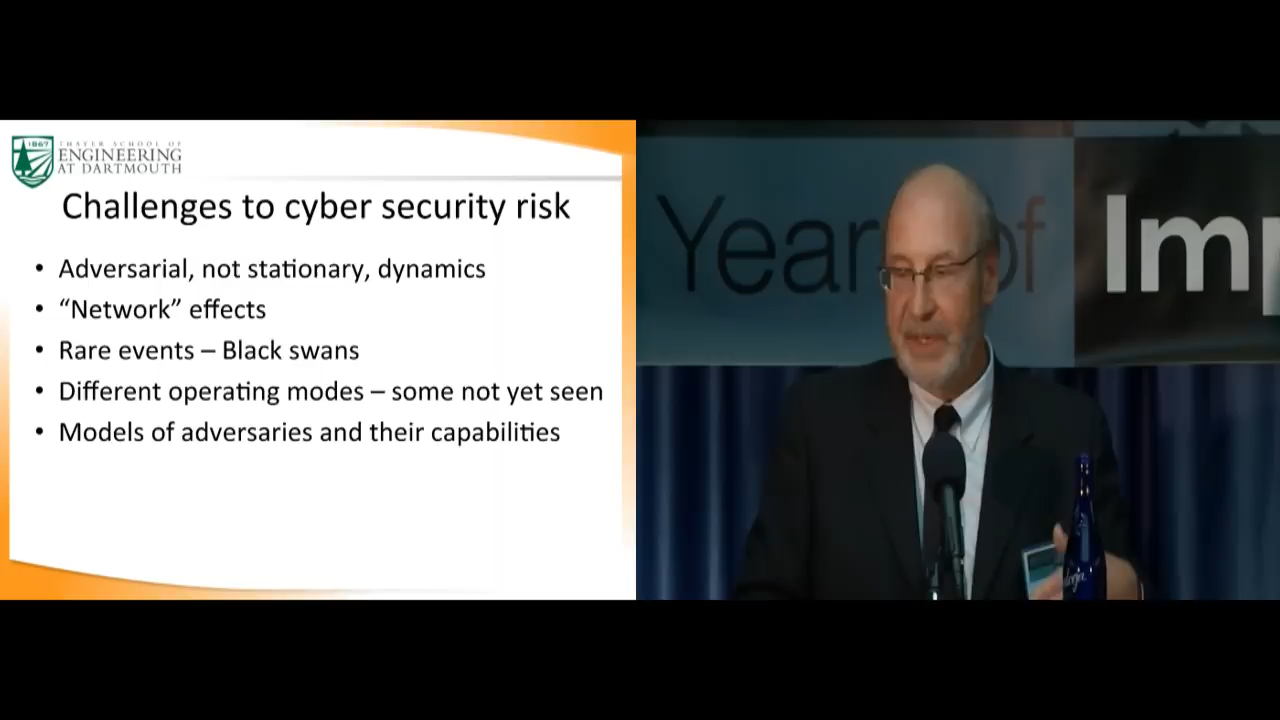 1867
THAYER SCHOOL OF
ENGINEERING
AT DARTMOUTH
Challenges to cyber security risk
• Adversarial, not stationary, dynamics
• “Network” effects
• Rare events – Black swans
• Different operating modes – some not yet seen
• Models of adversaries and their capabilities
Year of
Imp